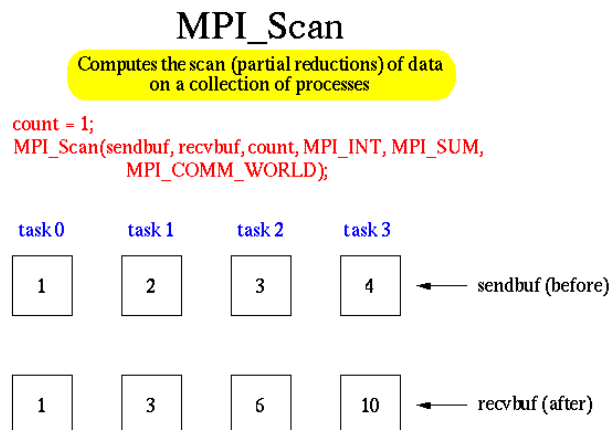 MPI_Scan
Computes the scan (partial reductions) of data
on a collection of processes
count = 1;
MPI_Scan(sendbuf, recvbuf, count, MPI_INT, MPI_SUM,
MPI_COMM_WORLD);
task 0 task 1 task 2 task 3
1 2 3 4 sendbuf (before)
1 3 6 10 recvbuf (after)